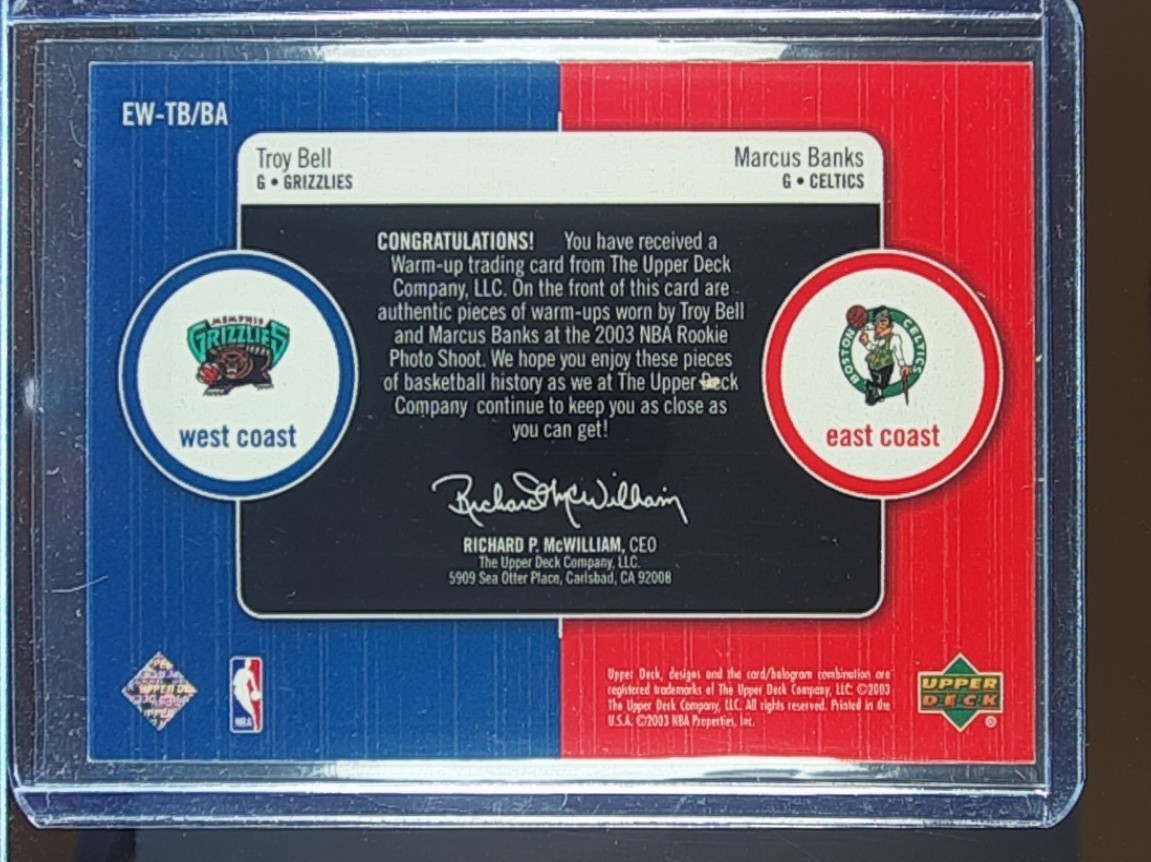 EW-TB/BA
Troy Bell
G • GRIZZLIES
Marcus Banks
G • CELTICS
CONGRATULATIONS! You have received a
Warm-up trading card from The Upper Deck
Company, LLC. On the front of this card are
authentic pieces of warm-ups worn by Troy Bell
and Marcus Banks at the 2003 NBA Rookie
Photo Shoot. We hope you enjoy these pieces
of basketball history as we at The Upper Deck
Company continue to keep you as close as
you can get!
MEMPHIS
GRIZZLIES
west coast
BOSTON CELTICS
east coast
Richard McWilliam
RICHARD P. McWILLIAM, CEO
The Upper Deck Company, LLC.
5909 Sea Otter Place, Carlsbad, CA 92008
UPPER DE
NBA
Upper Deck, designs and the card/hologram combination are
registered trademarks of The Upper Deck Company, LLC. ©2003
The Upper Deck Company, LLC. All rights reserved. Printed in the
U.S.A. ©2003 NBA Properties, Inc.
UPPER
DECK
®